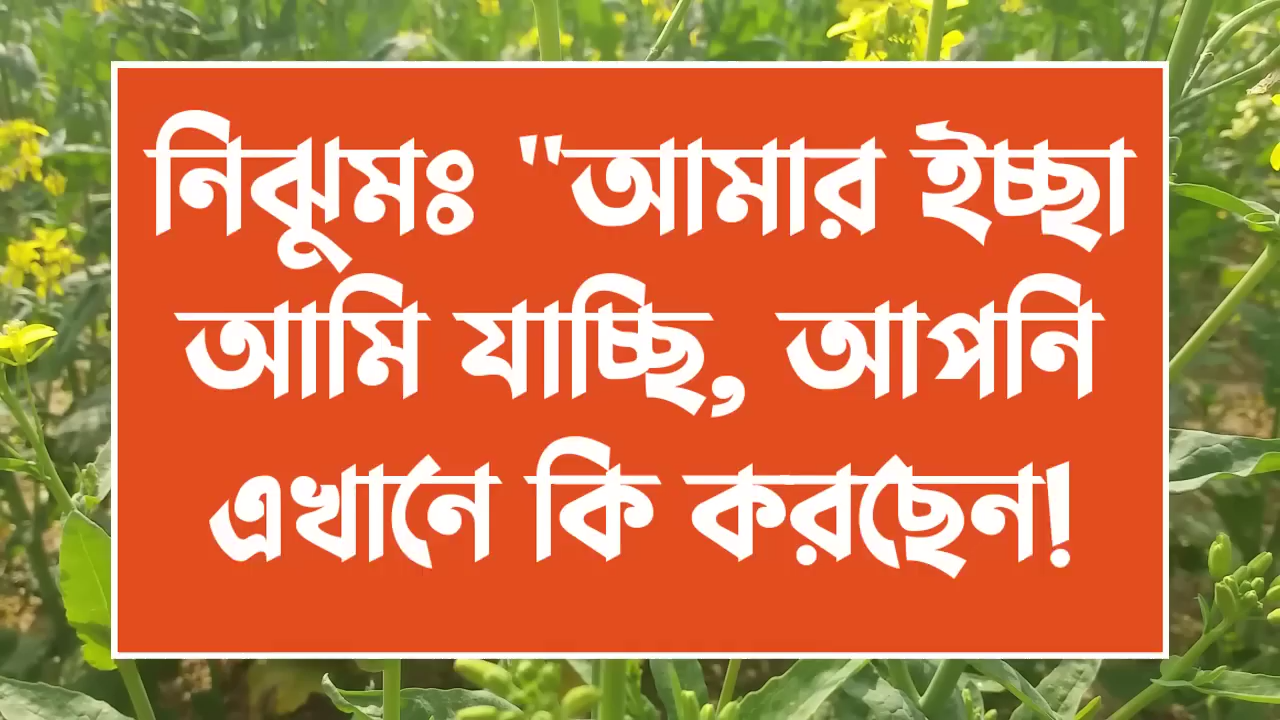 নিঝুমঃ "আমার ইচ্ছা
আমি যাচ্ছি, আপনি
এখানে কি করছেন!